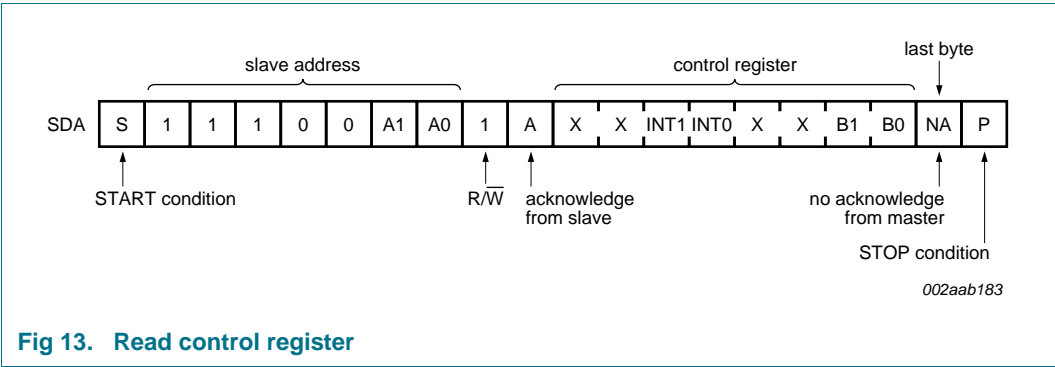 last byte
slave address control register
SDA S 1 1 1 0 0 A1 A0 1 A X X INT1 INT0 X X B1 B0 NA P
START condition R/W̅ acknowledge from slave no acknowledge from master
STOP condition
002aab183
Fig 13. Read control register